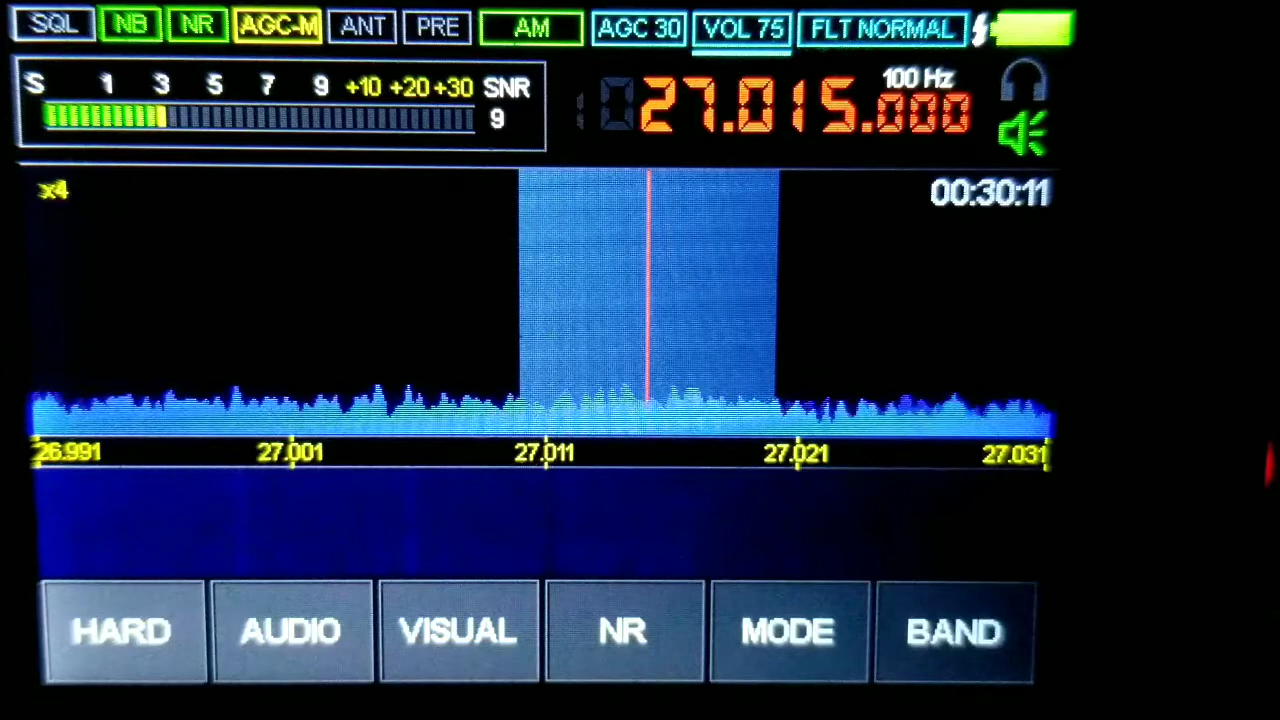 SQL NB NR AGC-M ANT PRE AM AGC 30 VOL 75 FLT NORMAL
S 1 3 5 7 9 +10 +20 +30 SNR
9
100 Hz
27.015.000
x4
00:30:11
26.991 27.001 27.011 27.021 27.031
HARD AUDIO VISUAL NR MODE BAND